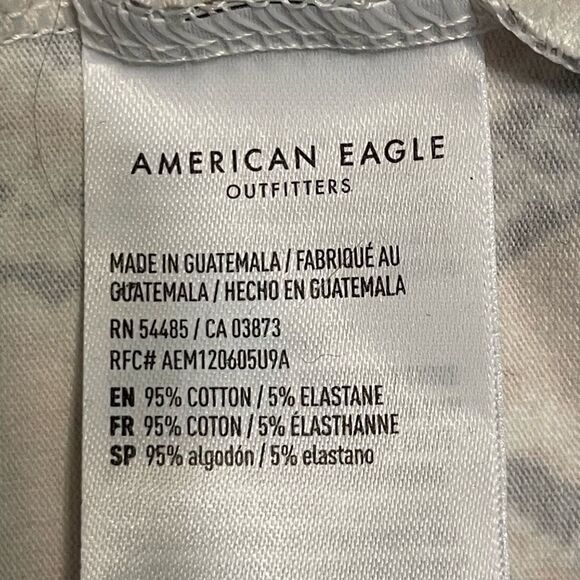 AMERICAN EAGLE
OUTFITTERS
MADE IN GUATEMALA / FABRIQUÉ AU
GUATEMALA / HECHO EN GUATEMALA
RN 54485 / CA 03873
RFC# AEM120605U9A
EN 95% COTTON / 5% ELASTANE
FR 95% COTON / 5% ÉLASTHANNE
SP 95% algodón / 5% elastano